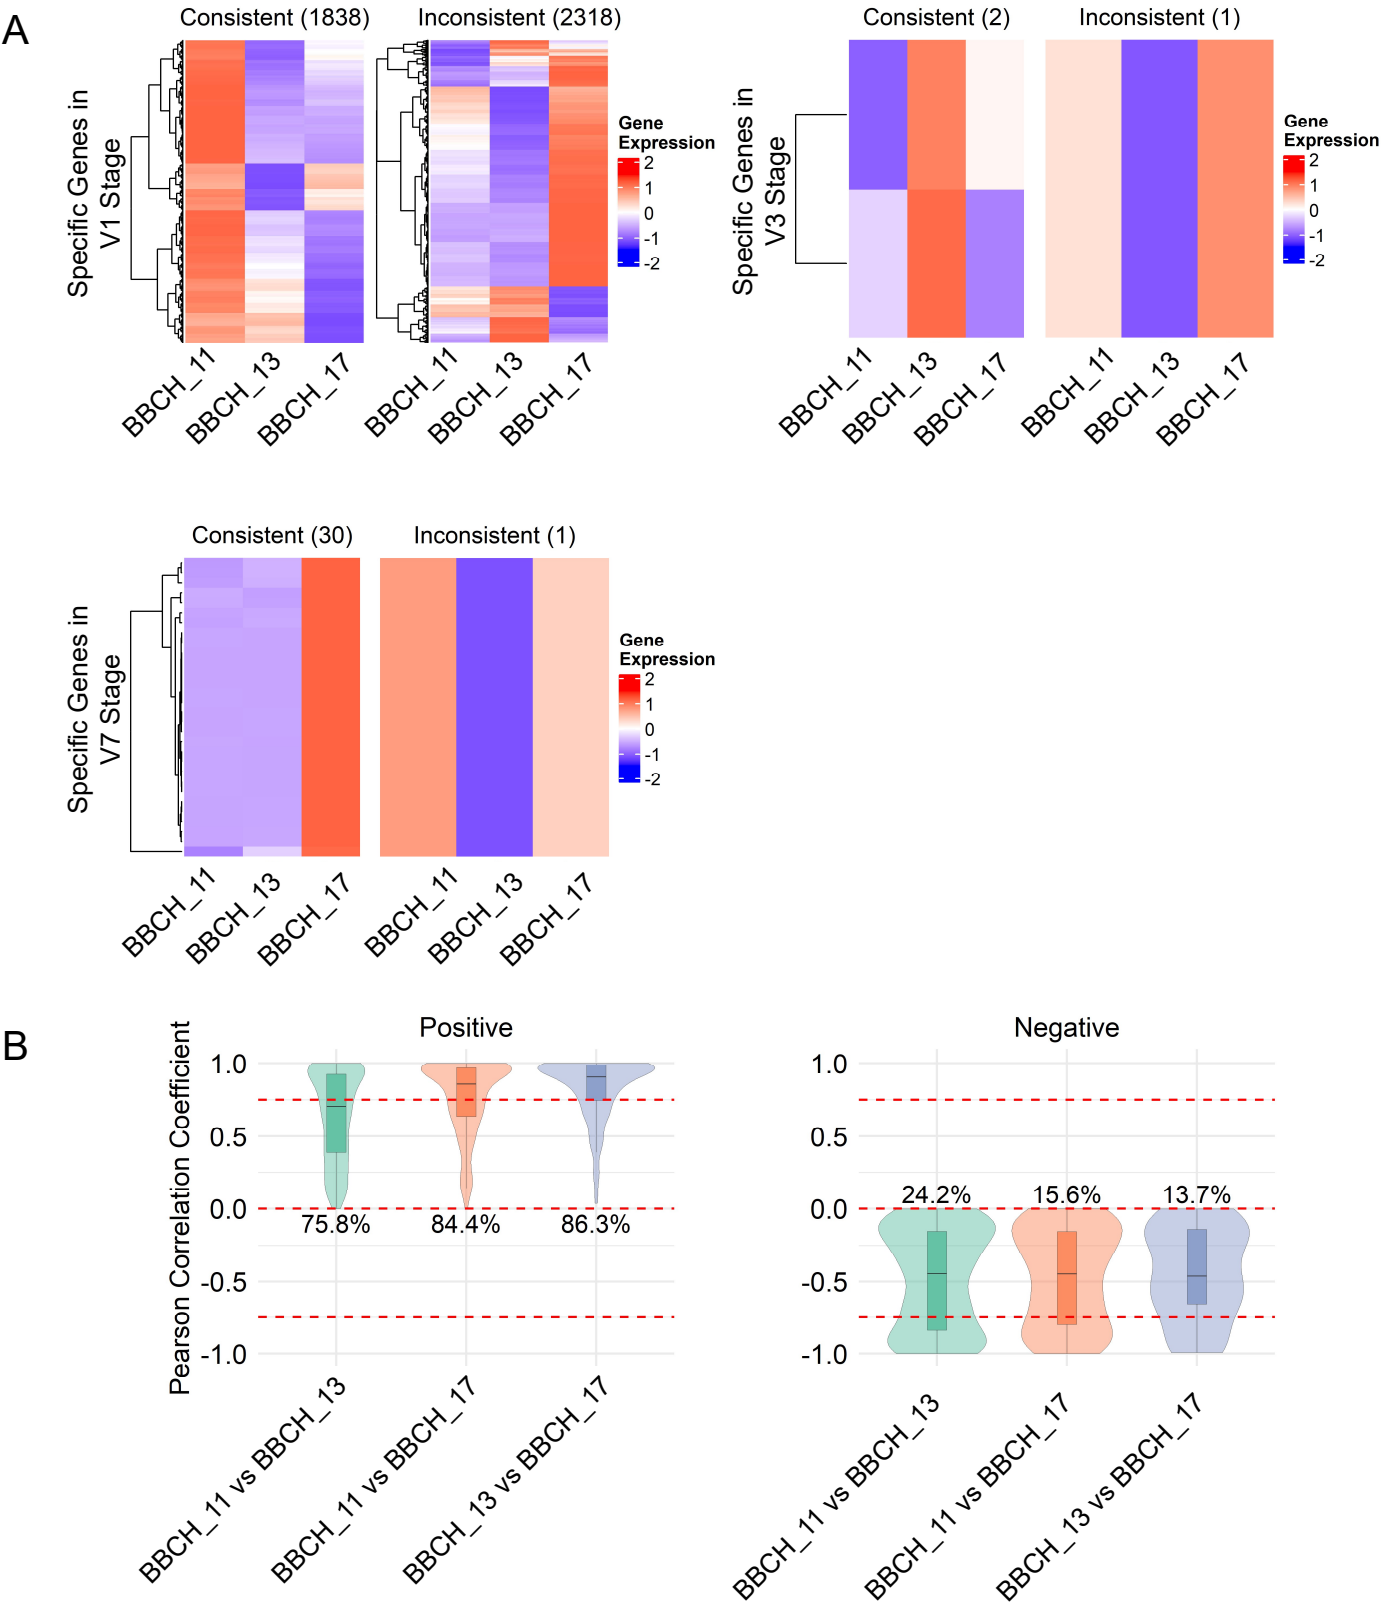 A
Consistent (1838)
Inconsistent (2318)
Specific Genes in
V1 Stage
Gene
Expression
2
1
0
-1
-2
BBCH_11
BBCH_13
BBCH_17
BBCH_11
BBCH_13
BBCH_17
Consistent (2)
Inconsistent (1)
Specific Genes in
V3 Stage
Gene
Expression
2
1
0
-1
-2
BBCH_11
BBCH_13
BBCH_17
BBCH_11
BBCH_13
BBCH_17
Consistent (30)
Inconsistent (1)
Specific Genes in
V7 Stage
Gene
Expression
2
1
0
-1
-2
BBCH_11
BBCH_13
BBCH_17
BBCH_11
BBCH_13
BBCH_17
B
Pearson Correlation Coefficient
Positive
1.0
0.5
0.0
-0.5
-1.0
75.8%
84.4%
86.3%
BBCH_11 vs BBCH_13
BBCH_11 vs BBCH_17
BBCH_13 vs BBCH_17
Negative
1.0
0.5
0.0
-0.5
-1.0
24.2%
15.6%
13.7%
BBCH_11 vs BBCH_13
BBCH_11 vs BBCH_17
BBCH_13 vs BBCH_17